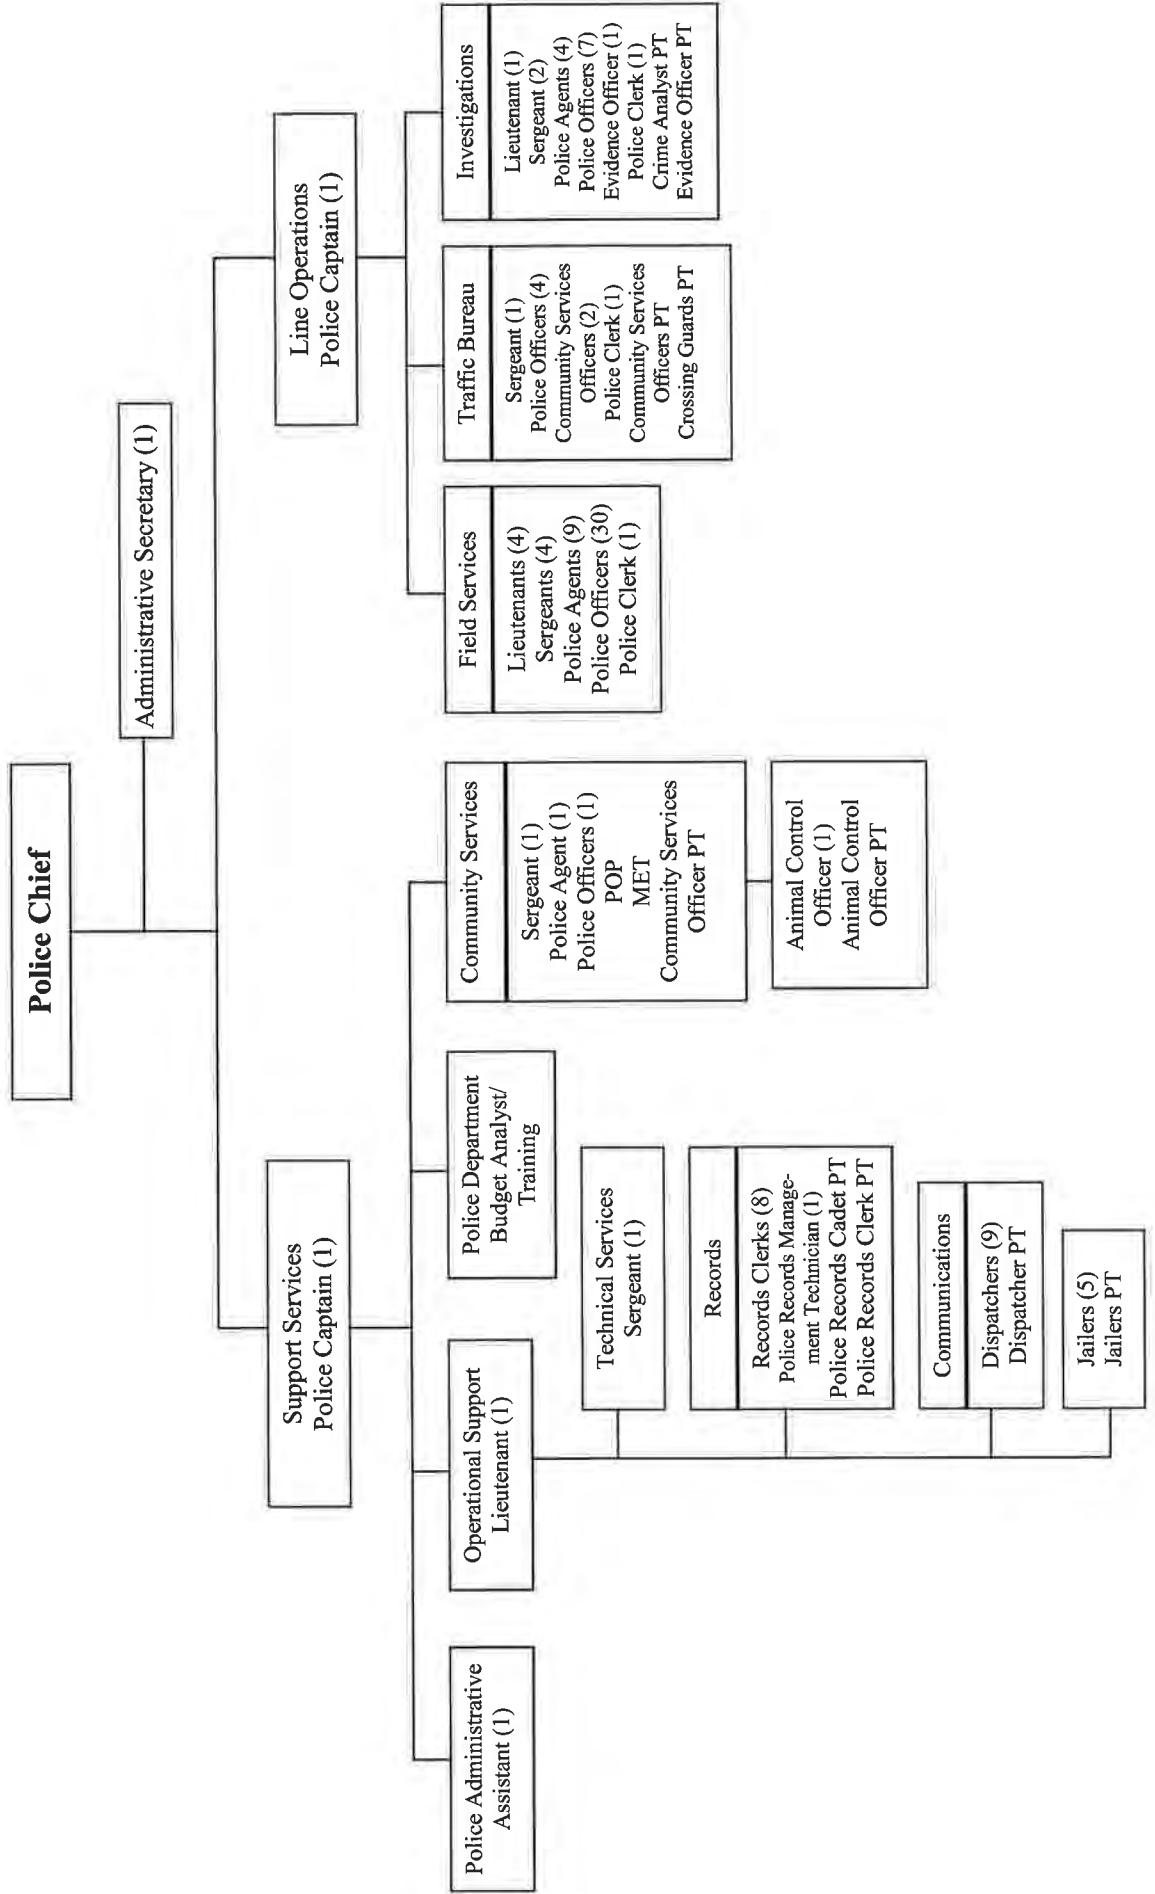 Police Chief
Administrative Secretary (1)
Support Services
Police Captain (1)
Line Operations
Police Captain (1)
Police Administrative
Assistant (1)
Operational Support
Lieutenant (1)
Technical Services
Sergeant (1)
Records
Records Clerks (8)
Police Records Manage-
ment Technician (1)
Police Records Cadet PT
Police Records Clerk PT
Communications
Dispatchers (9)
Dispatcher PT
Jailers (5)
Jailers PT
Police Department
Budget Analyst/
Training
Community Services
Sergeant (1)
Police Agent (1)
Police Officers (1)
POP
MET
Community Services
Officer PT
Animal Control
Officer (1)
Animal Control
Officer PT
Field Services
Lieutenants (4)
Sergeants (4)
Police Agents (9)
Police Officers (30)
Police Clerk (1)
Traffic Bureau
Sergeant (1)
Police Officers (4)
Community Services
Officers (2)
Police Clerk (1)
Community Services
Officers PT
Crossing Guards PT
Investigations
Lieutenant (1)
Sergeant (2)
Police Agents (4)
Police Officers (7)
Evidence Officer (1)
Police Clerk (1)
Crime Analyst PT
Evidence Officer PT